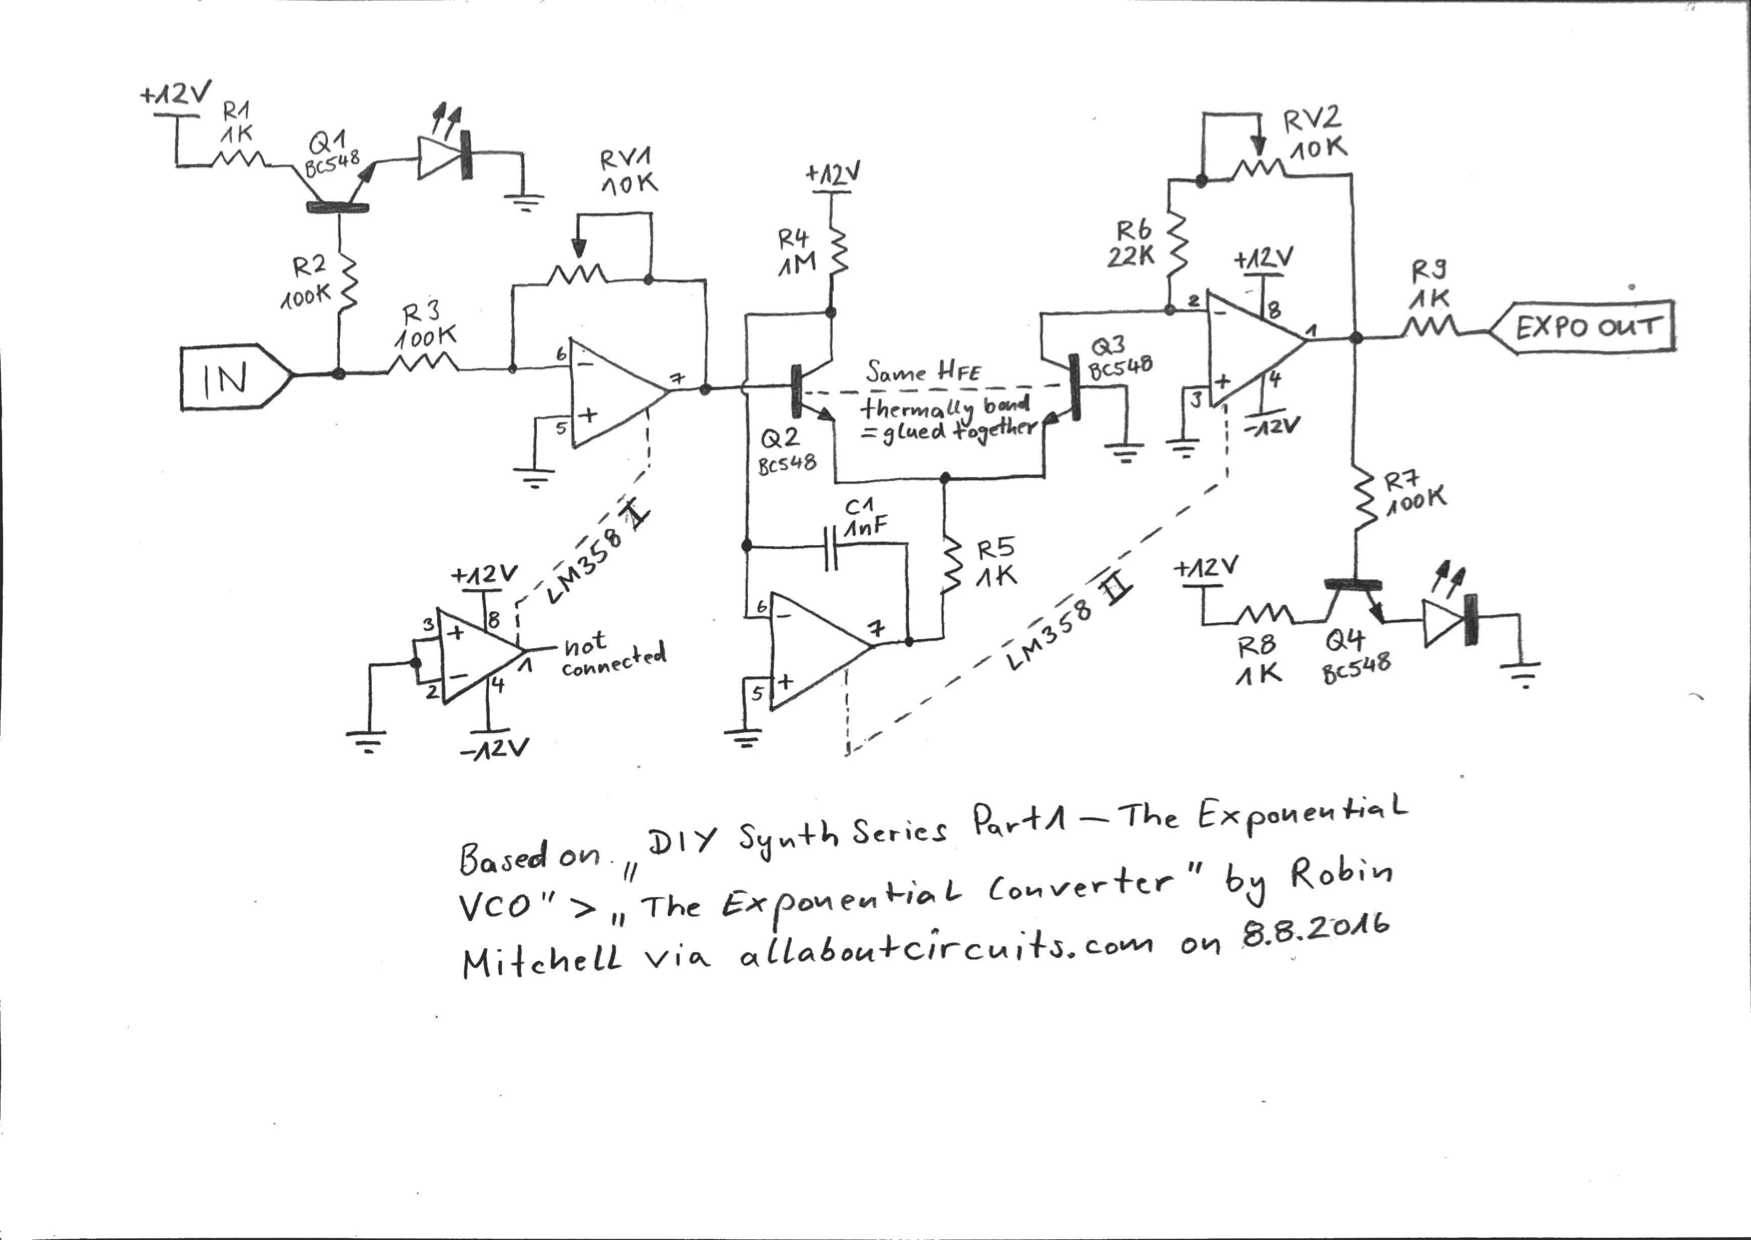 +12V
R1
1K
Q1
BC548
R2
100K
IN
R3
100K
RV1
10K
6
−
+
5
7
+12V
R4
1M
Q2
BC548
Same HFE
thermally bond
= glued together
Q3
BC548
RV2
10K
R6
22K
+12V
2
−
8
1
+
3
4
-12V
R9
1K
EXPO OUT
R7
100K
+12V
R8
1K
Q4
BC548
LM358 I
+12V
3
+
8
−
2
4
1
-12V
not
connected
C1
1nF
R5
1K
6
−
7
+
5
LM358 II
Based on „DIY Synth Series Part1 – The Exponential
VCO" > „The Exponential Converter" by Robin
Mitchell via allaboutcircuits.com on 8.8.2016